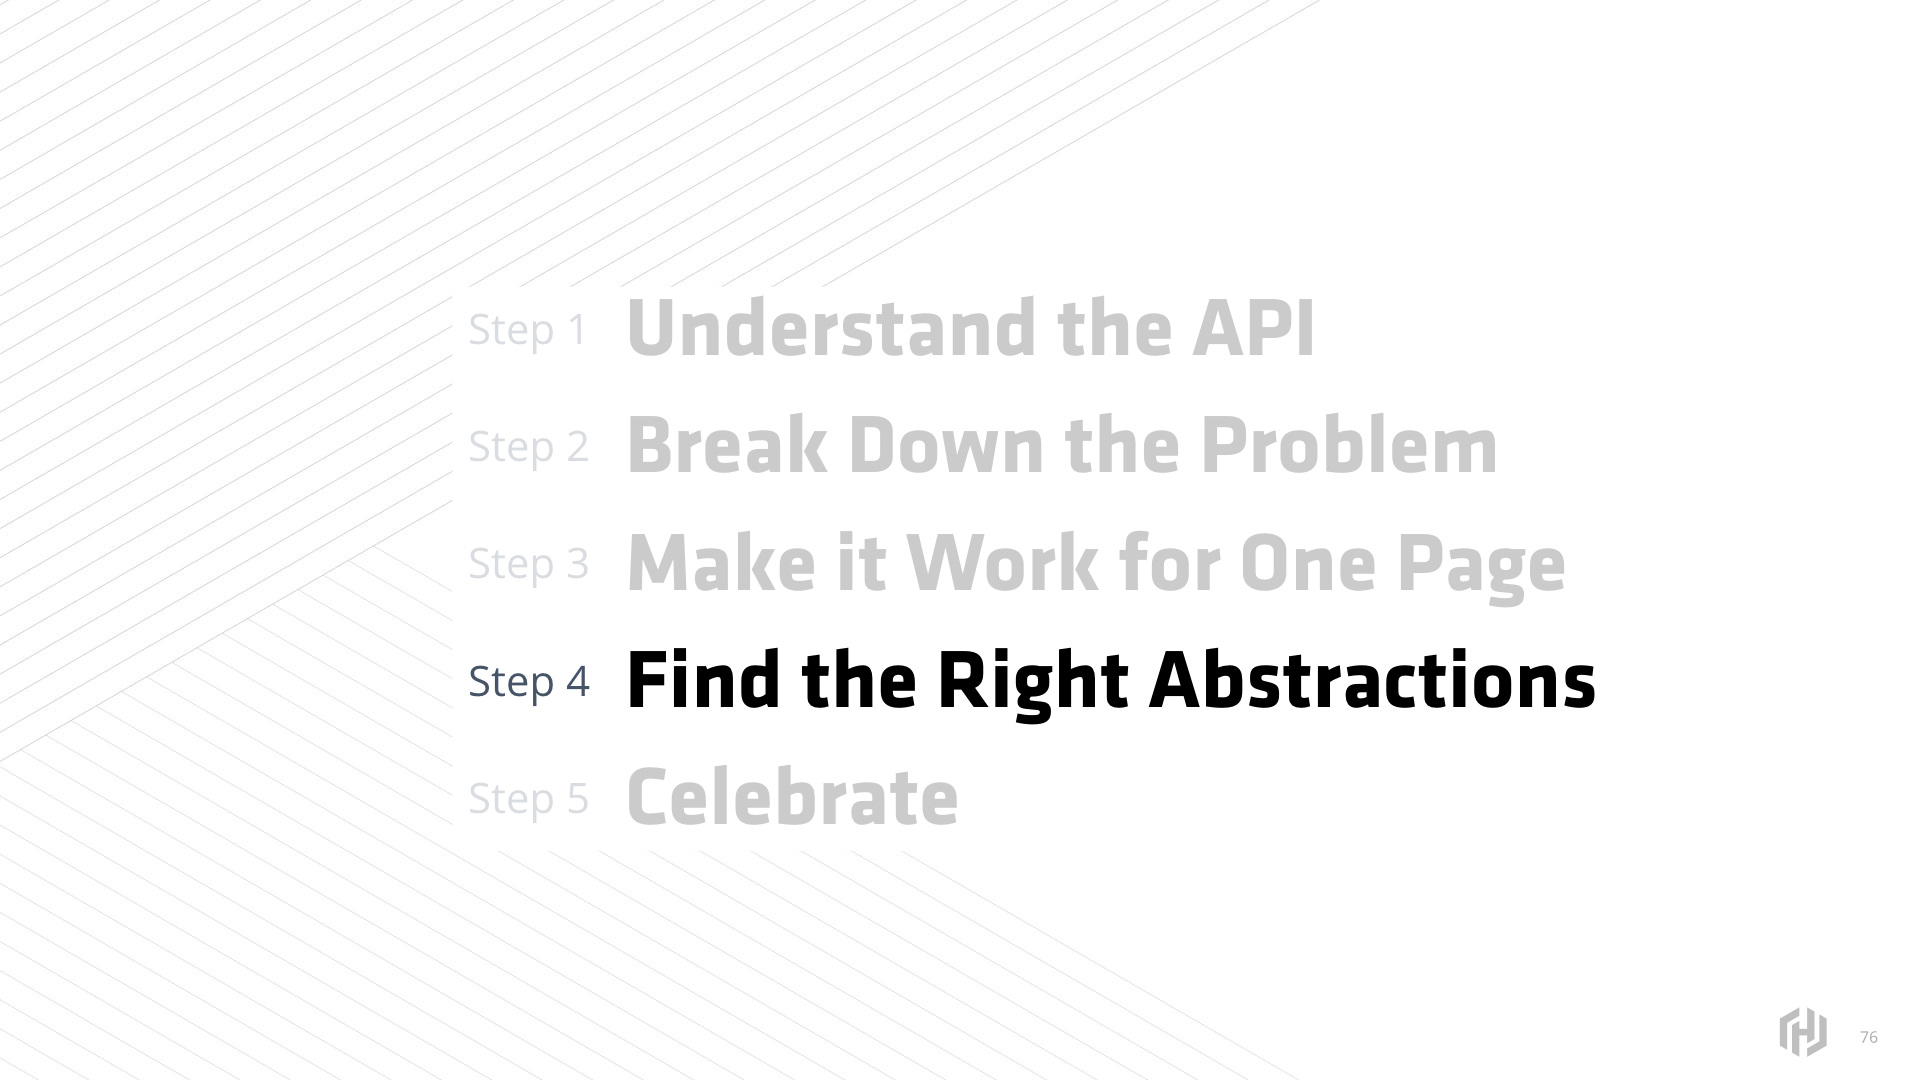 Step 1 Understand the API
Step 2 Break Down the Problem
Step 3 Make it Work for One Page
Step 4 Find the Right Abstractions
Step 5 Celebrate
76